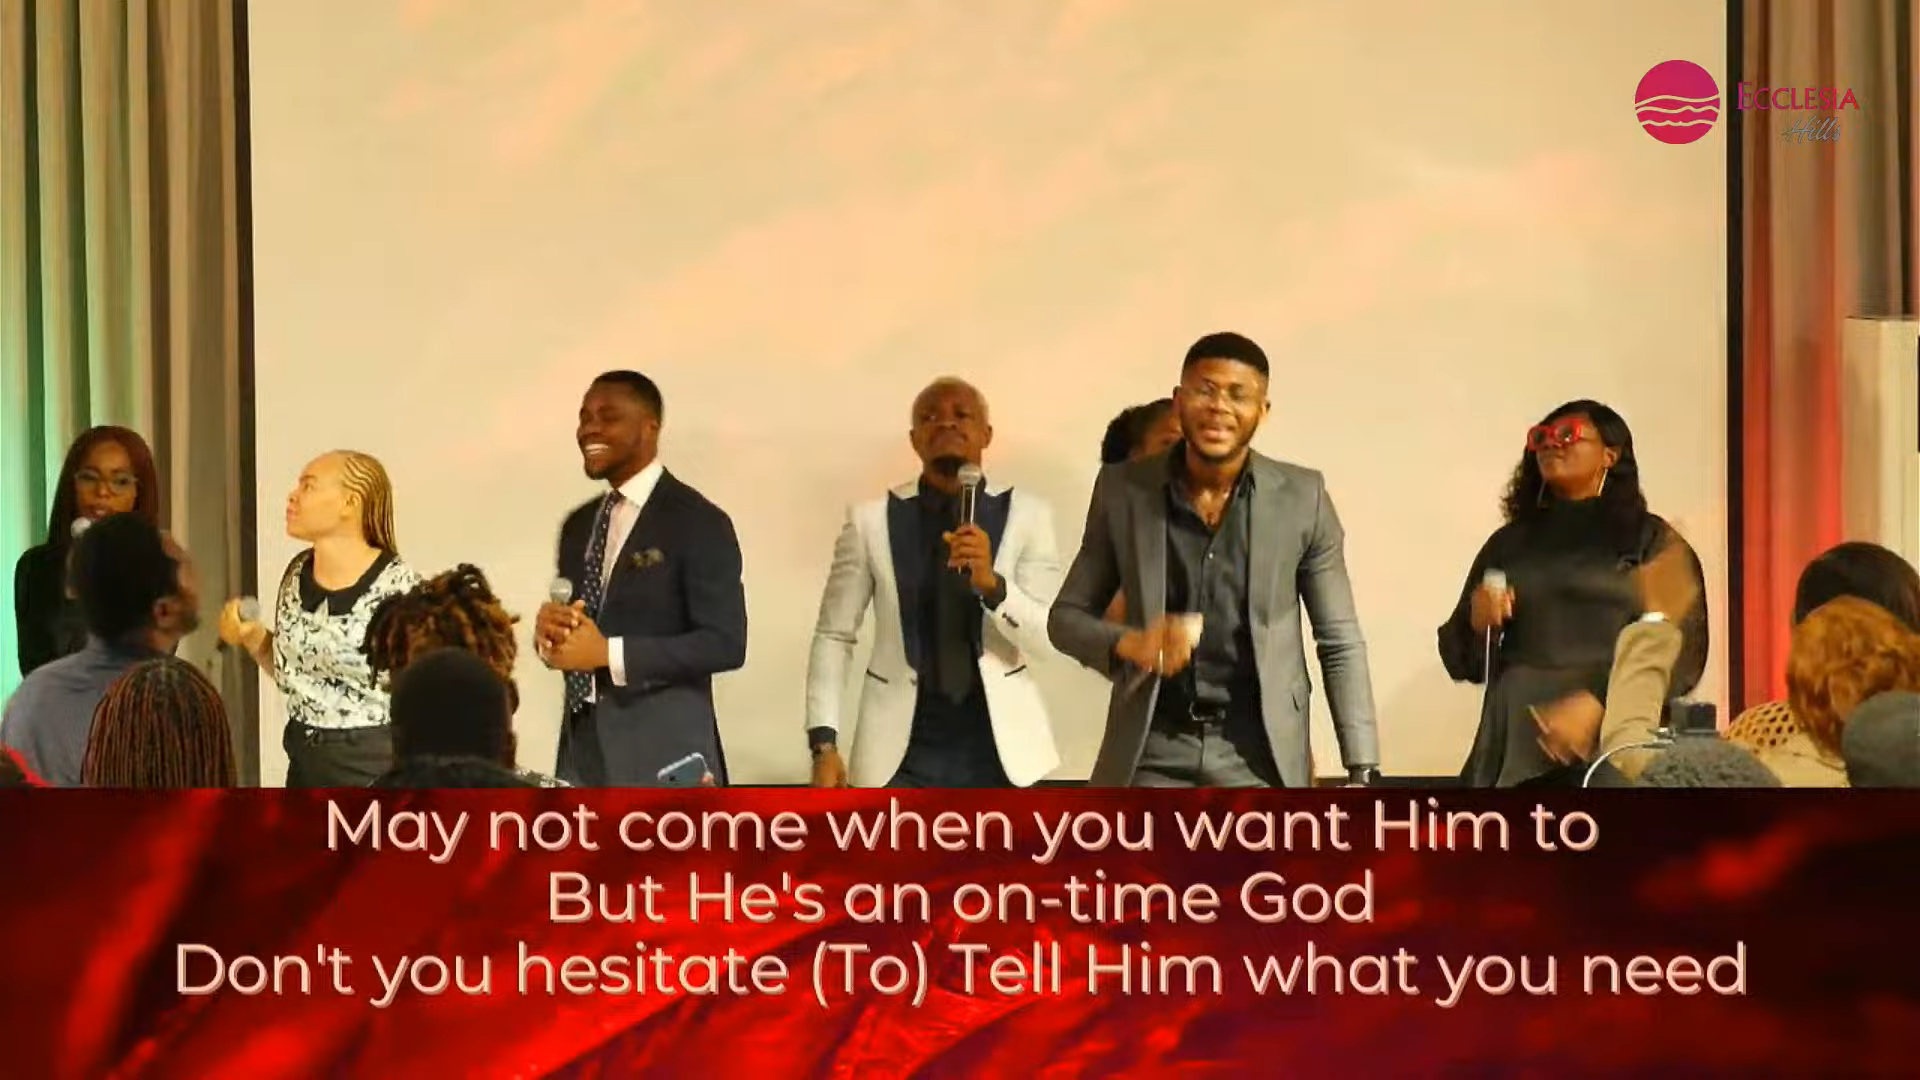 ECCLESIA
Hills
May not come when you want Him to
But He's an on-time God
Don't you hesitate (To) Tell Him what you need